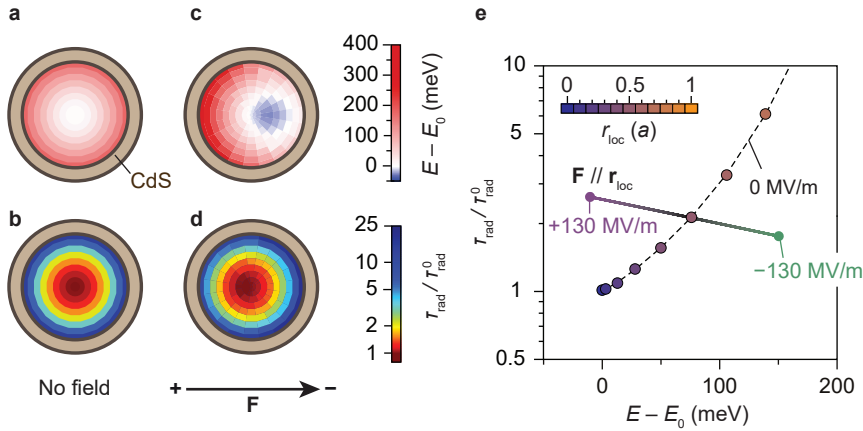 a
c
400
300
200
100
0
E – E₀ (meV)
CdS
b
d
25
10
5
2
1
τrad / τ⁰rad
No field
+
–
F
e
10
5
1
0.5
τrad / τ⁰rad
0
0.5
1
rloc (a)
F // rloc
+130 MV/m
0 MV/m
−130 MV/m
0
100
200
E – E₀ (meV)